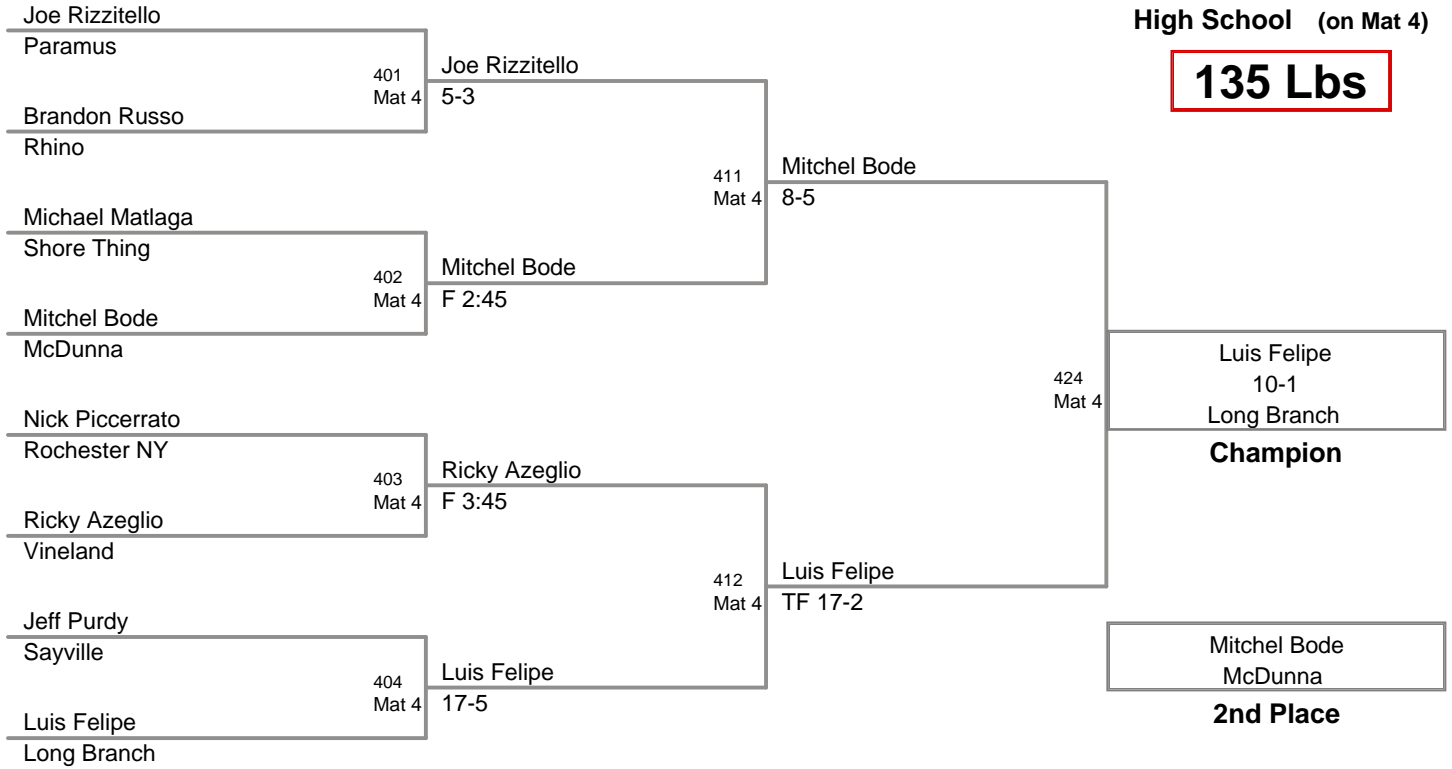 Joe Rizzitello
Paramus
Brandon Russo
Rhino
Michael Matlaga
Shore Thing
Mitchel Bode
McDunna
Nick Piccerrato
Rochester NY
Ricky Azeglio
Vineland
Jeff Purdy
Sayville
Luis Felipe
Long Branch
401
Mat 4
Joe Rizzitello
5-3
402
Mat 4
Mitchel Bode
F 2:45
403
Mat 4
Ricky Azeglio
F 3:45
404
Mat 4
Luis Felipe
17-5
411
Mat 4
Mitchel Bode
8-5
412
Mat 4
Luis Felipe
TF 17-2
High School (on Mat 4)
135 Lbs
424
Mat 4
Luis Felipe
10-1
Long Branch
Champion
Mitchel Bode
McDunna
2nd Place